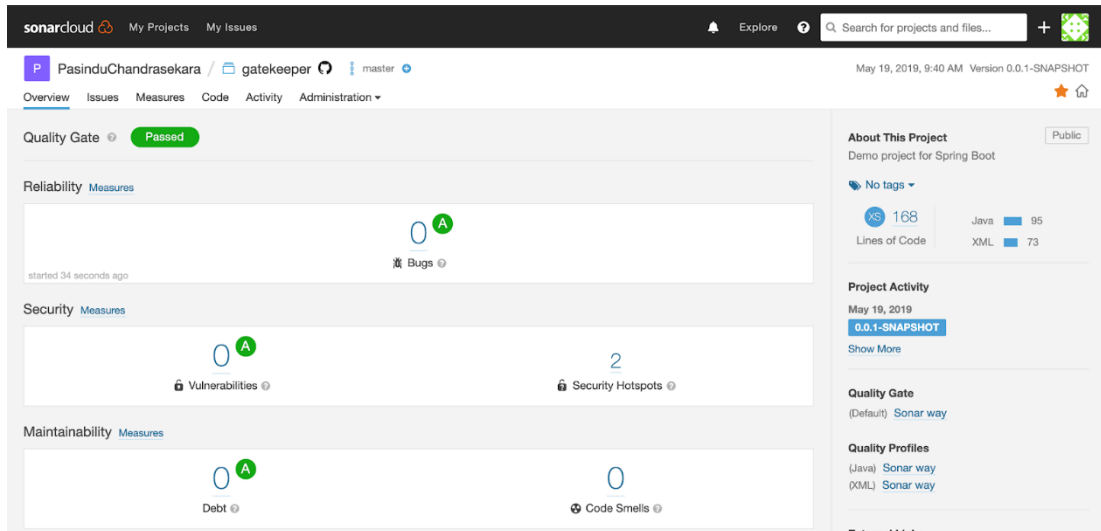 sonarcloud My Projects My Issues Explore ? Search for projects and files... +
P PasinduChandrasekara / gatekeeper master May 19, 2019, 9:40 AM Version 0.0.1-SNAPSHOT
Overview Issues Measures Code Activity Administration
Quality Gate ? Passed
Reliability Measures
0 A
Bugs ?
started 34 seconds ago
Security Measures
0 A
Vulnerabilities ?
2
Security Hotspots ?
Maintainability Measures
0 A
Debt ?
0
Code Smells ?
About This Project Public
Demo project for Spring Boot
No tags
XS 168
Lines of Code
Java 95
XML 73
Project Activity
May 19, 2019
0.0.1-SNAPSHOT
Show More
Quality Gate
(Default) Sonar way
Quality Profiles
(Java) Sonar way
(XML) Sonar way